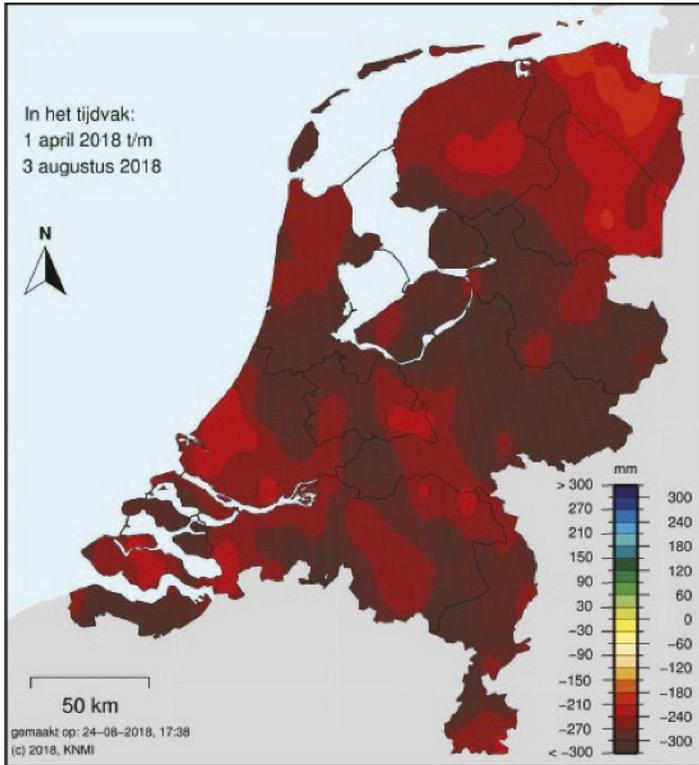 In het tijdvak:
1 april 2018 t/m
3 augustus 2018
N
mm
> 300
300
270
240
210
180
150
120
90
60
30
0
-30
-60
-90
-120
-150
-180
-210
-240
-270
-300
< -300
50 km
gemaakt op: 24-08-2018, 17:38
(c) 2018, KNMI